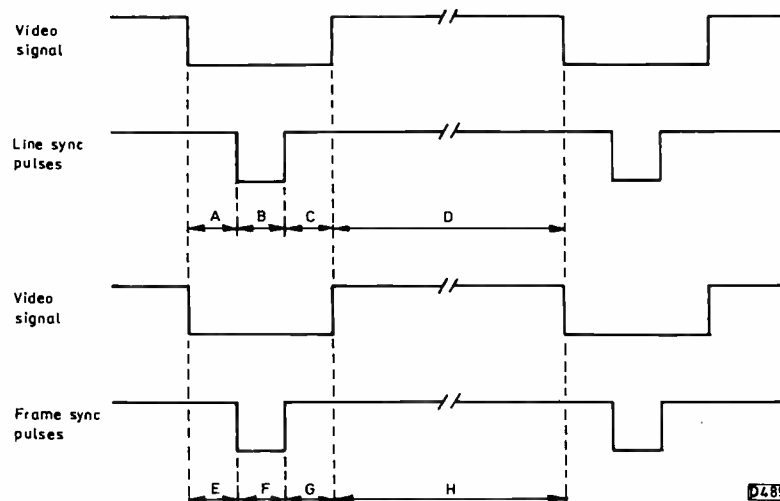 Video
signal
Line sync
pulses
A B C D
Video
signal
Frame sync
pulses
E F G H